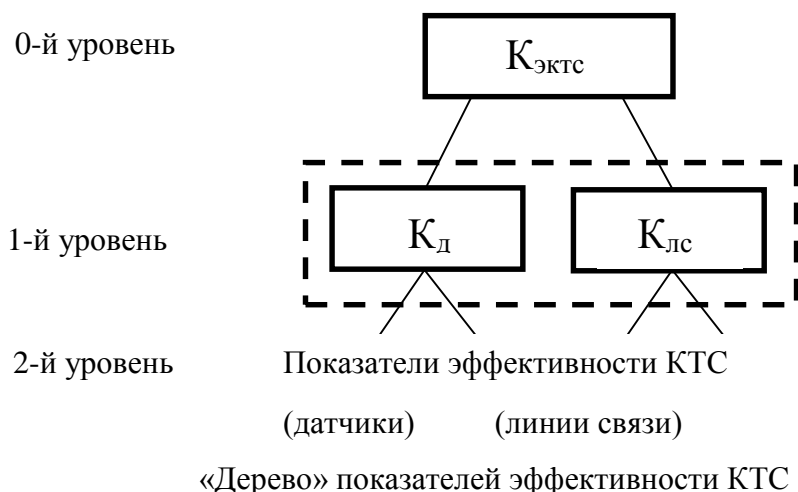 0-й уровень
Кэктс
1-й уровень
Кд
Клс
2-й уровень
Показатели эффективности КТС
(датчики) (линии связи)
«Дерево» показателей эффективности КТС